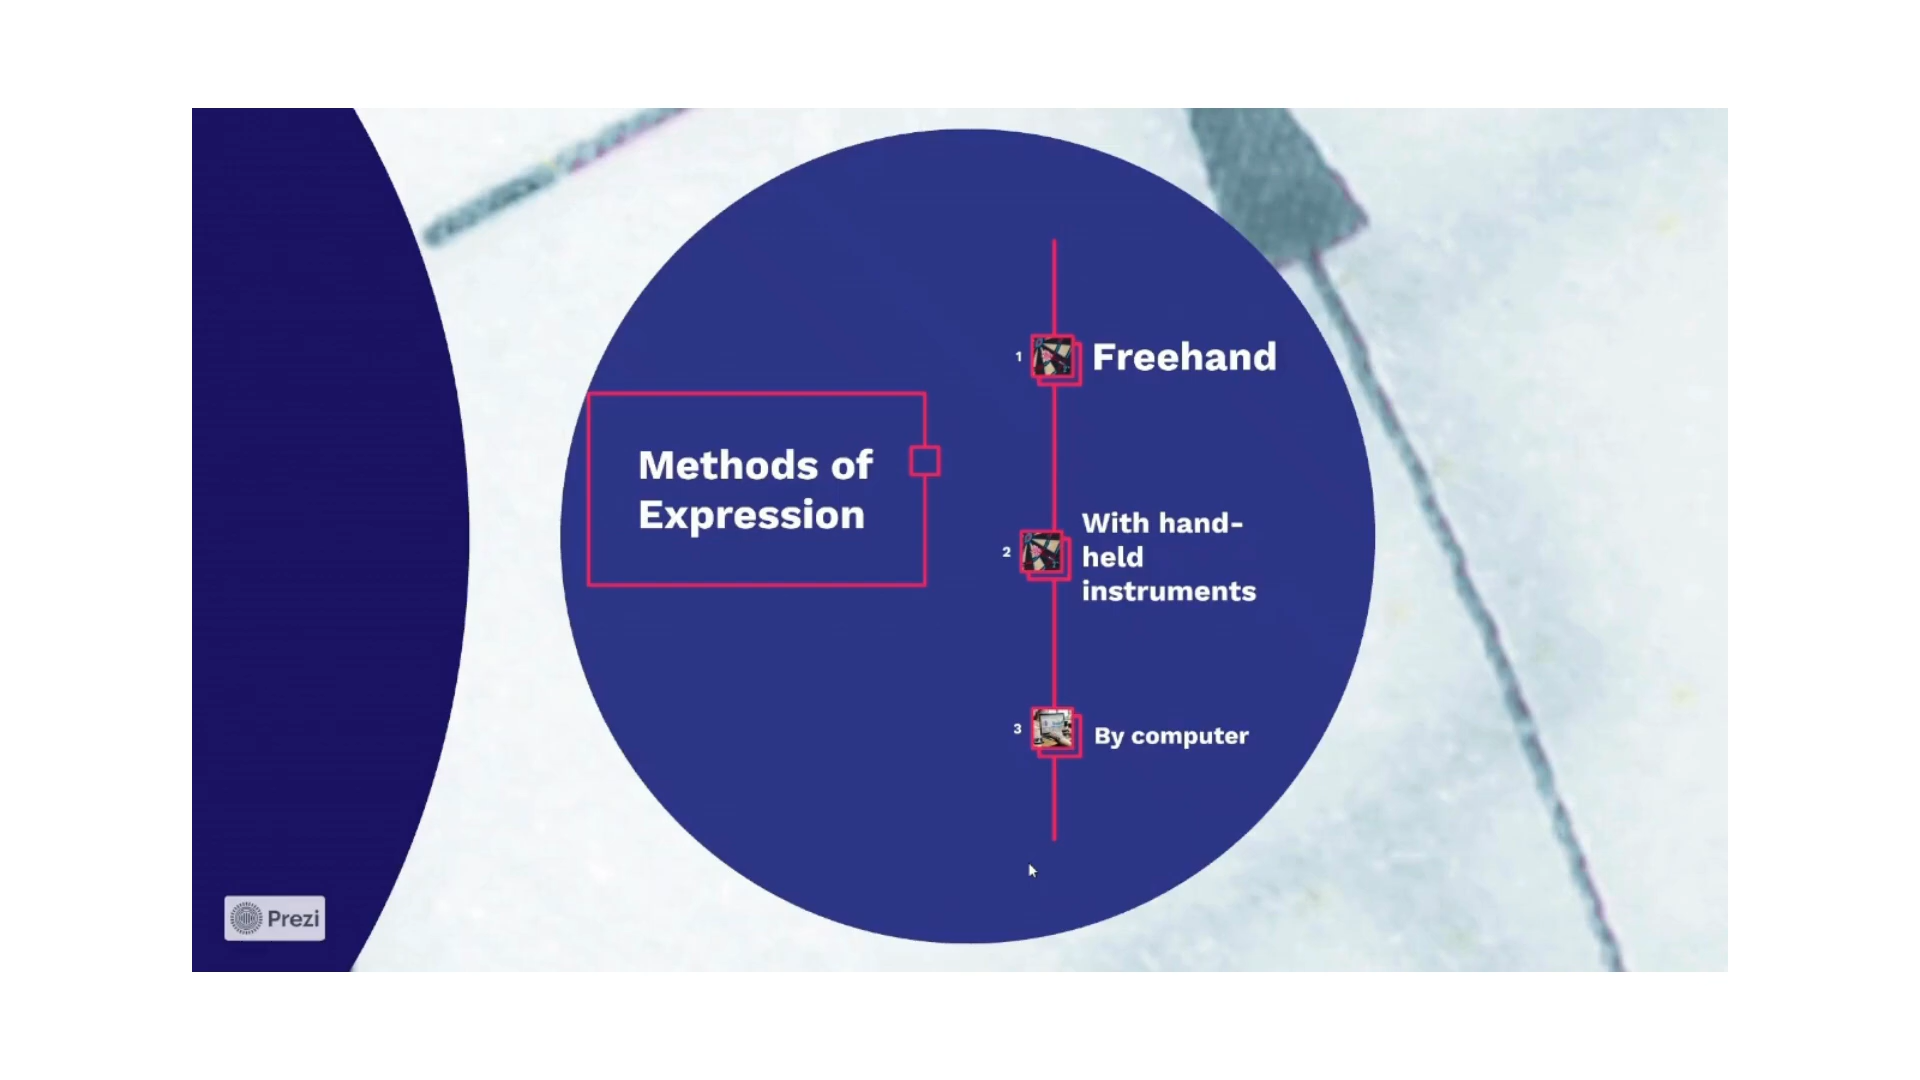 Methods of
Expression
1
Freehand
2
With hand-
held
instruments
3
By computer
Prezi